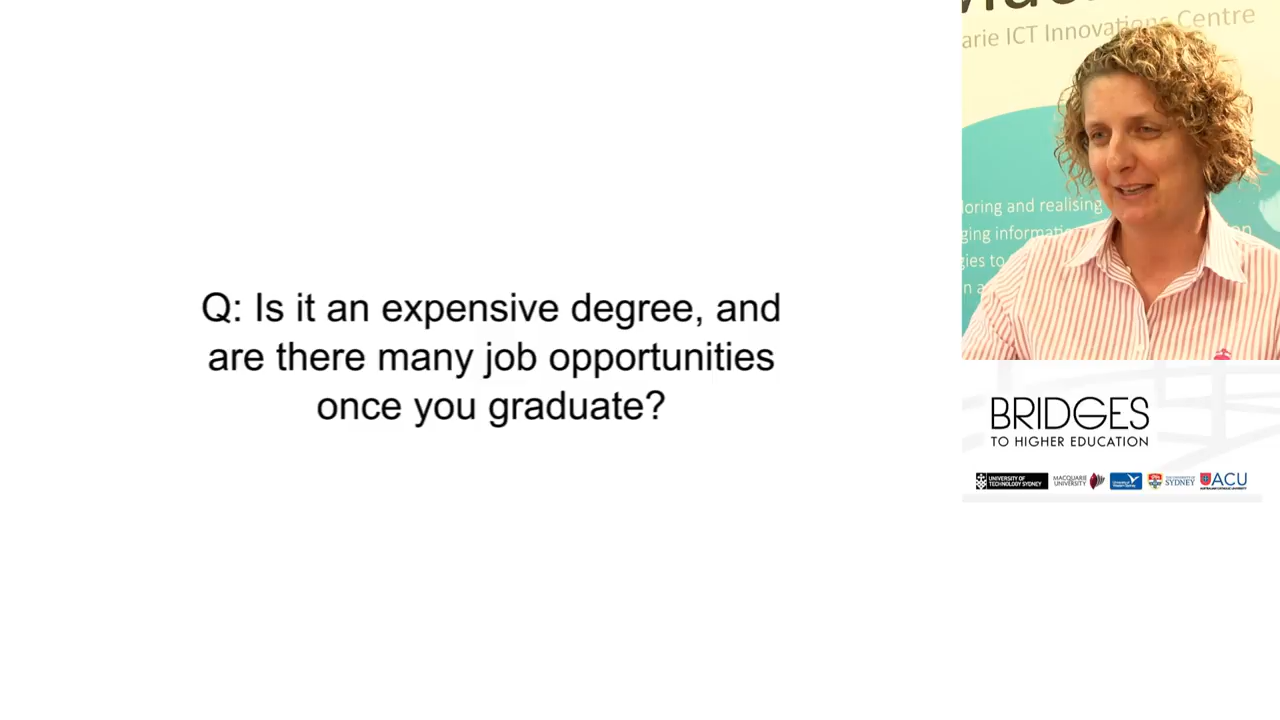 arie ICT Innovations Centre
loring and realising
ging informati
gies to
n a
Q: Is it an expensive degree, and
are there many job opportunities
once you graduate?
BRIDGES
TO HIGHER EDUCATION
UNIVERSITY OF
TECHNOLOGY SYDNEY
MACQUARIE
UNIVERSITY
SYDNEY
ACU